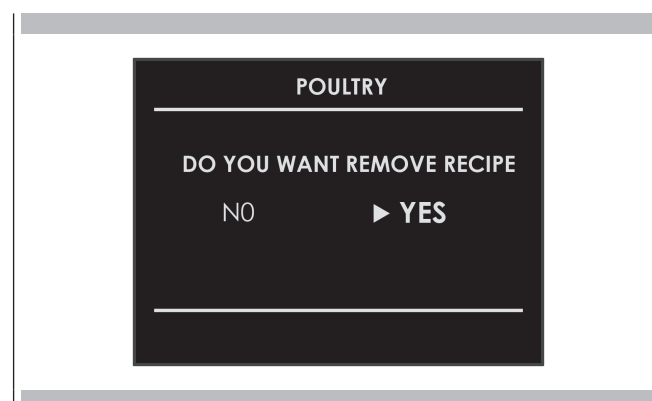 POULTRY
DO YOU WANT REMOVE RECIPE
N0 ▶ YES